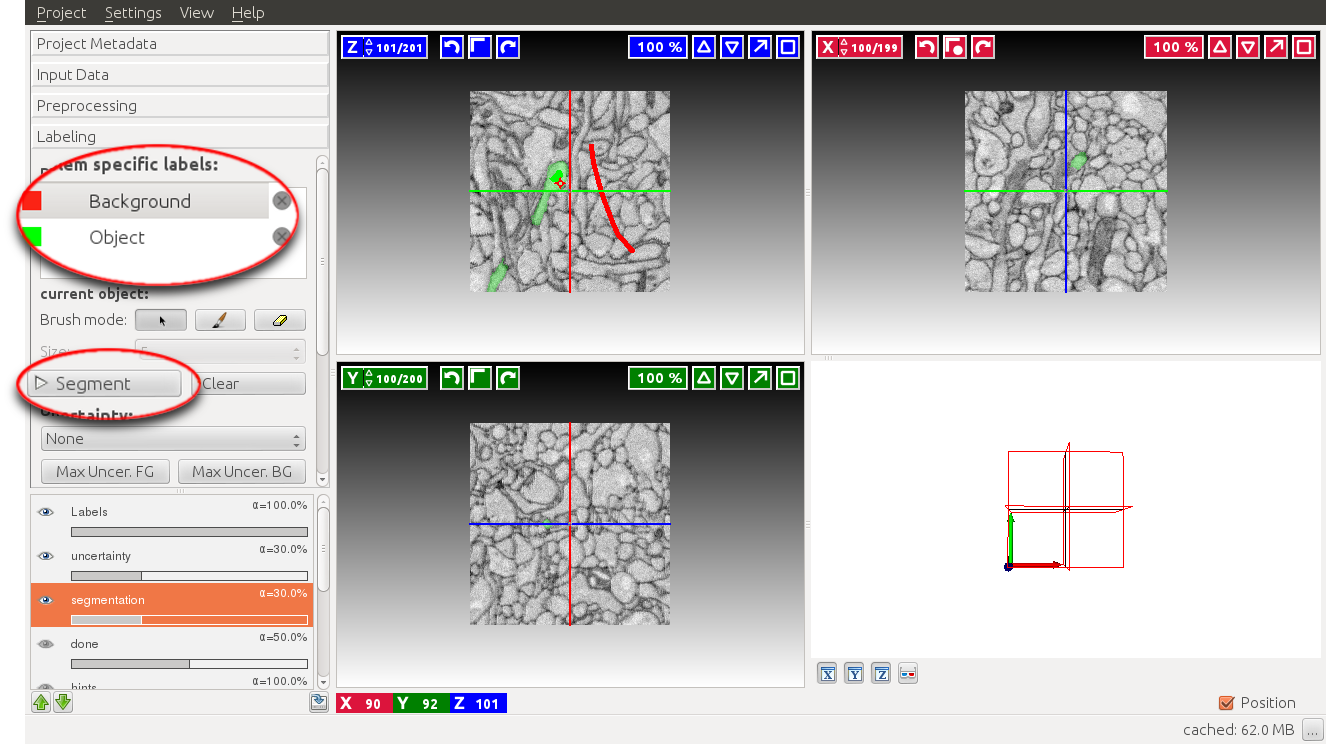 Project Settings View Help
Project Metadata
Input Data
Preprocessing
Labeling
em specific labels:
Background
Object
current object:
Brush mode:
Size:
Segment
Clear
None
Max Uncer. FG Max Uncer. BG
Labels α=100.0%
uncertainty α=30.0%
segmentation α=30.0%
done α=50.0%
hints α=100.0%
Z 101/201 100 %
X 100/199 100 %
Y 100/200 100 %
X Y Z
X 90 Y 92 Z 101
Position
cached: 62.0 MB ...